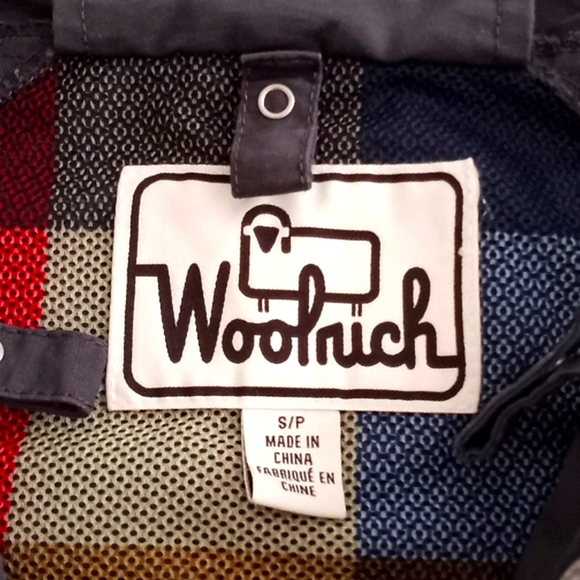 Woolrich
S/P
MADE IN
CHINA
FABRIQUÉ EN
CHINE